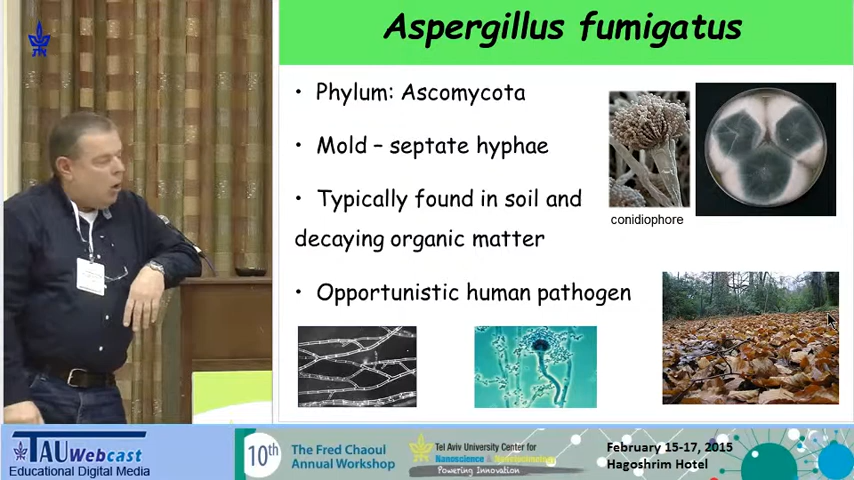 Aspergillus fumigatus
• Phylum: Ascomycota
• Mold – septate hyphae
• Typically found in soil and
decaying organic matter
• Opportunistic human pathogen
conidiophore
TAU Webcast
Educational Digital Media
10th
The Fred Chaoul
Annual Workshop
Tel Aviv University Center for
Nanoscience & Nanotechnology
Powering Innovation
February 15-17, 2015
Hagoshrim Hotel